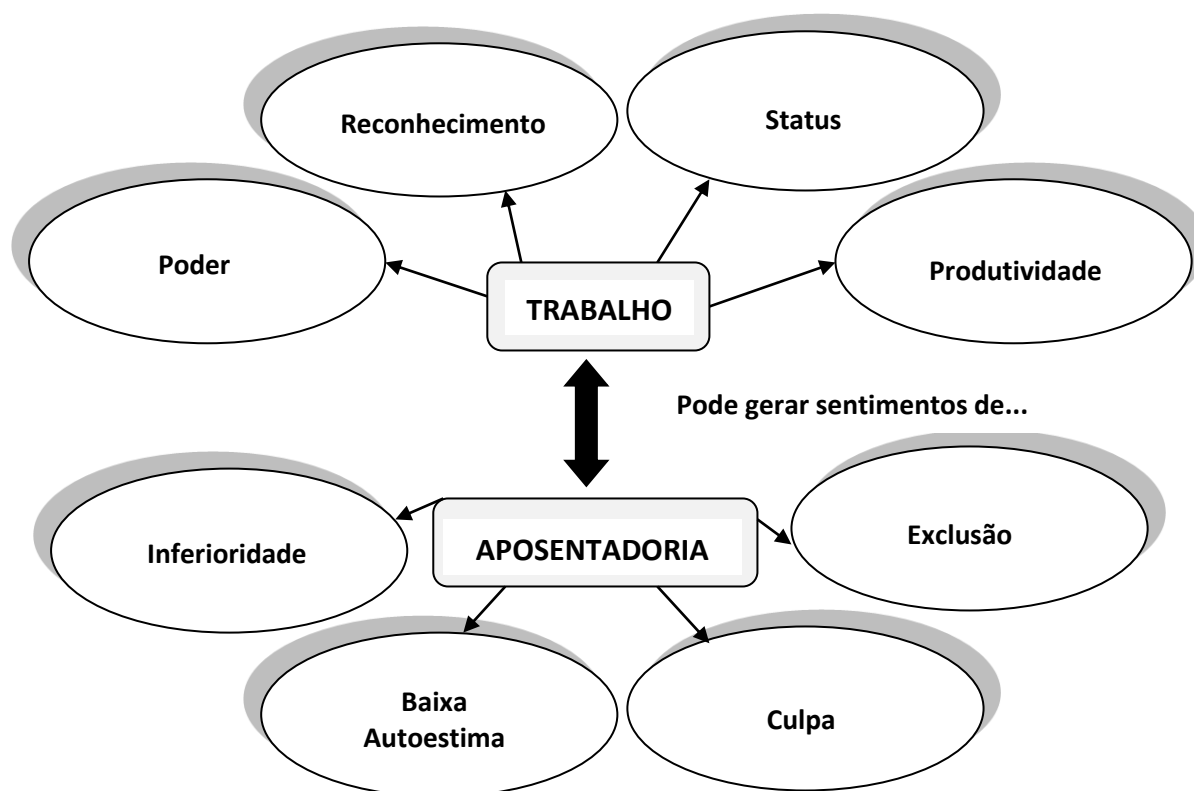 Reconhecimento
Status
Poder
Produtividade
TRABALHO
Pode gerar sentimentos de...
Inferioridade
APOSENTADORIA
Exclusão
Baixa
Autoestima
Culpa